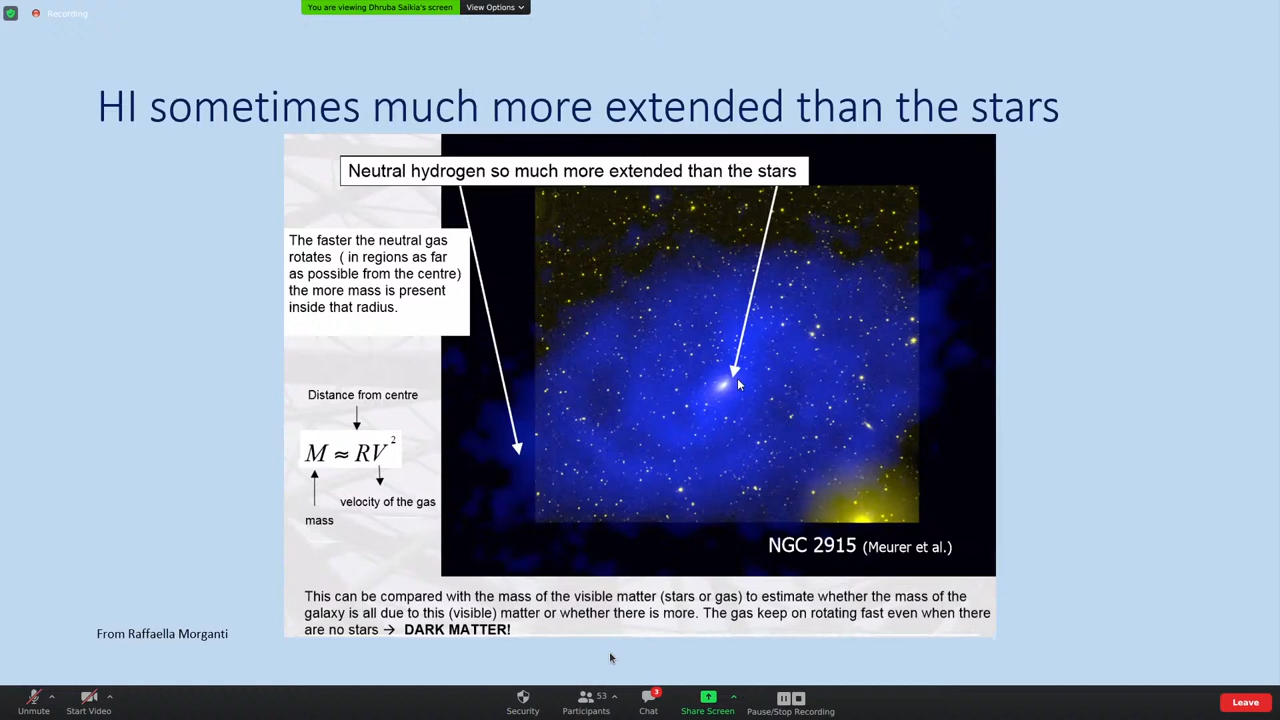 Recording
You are viewing Dhruba Saikia's screen
View Options
HI sometimes much more extended than the stars
Neutral hydrogen so much more extended than the stars
The faster the neutral gas
rotates ( in regions as far
as possible from the centre)
the more mass is present
inside that radius.
Distance from centre
M ≈ RV²
velocity of the gas
mass
NGC 2915 (Meurer et al.)
This can be compared with the mass of the visible matter (stars or gas) to estimate whether the mass of the
galaxy is all due to this (visible) matter or whether there is more. The gas keep on rotating fast even when there
are no stars → DARK MATTER!
From Raffaella Morganti
Unmute
Start Video
Security
53
Participants
3
Chat
Share Screen
Pause/Stop Recording
Leave